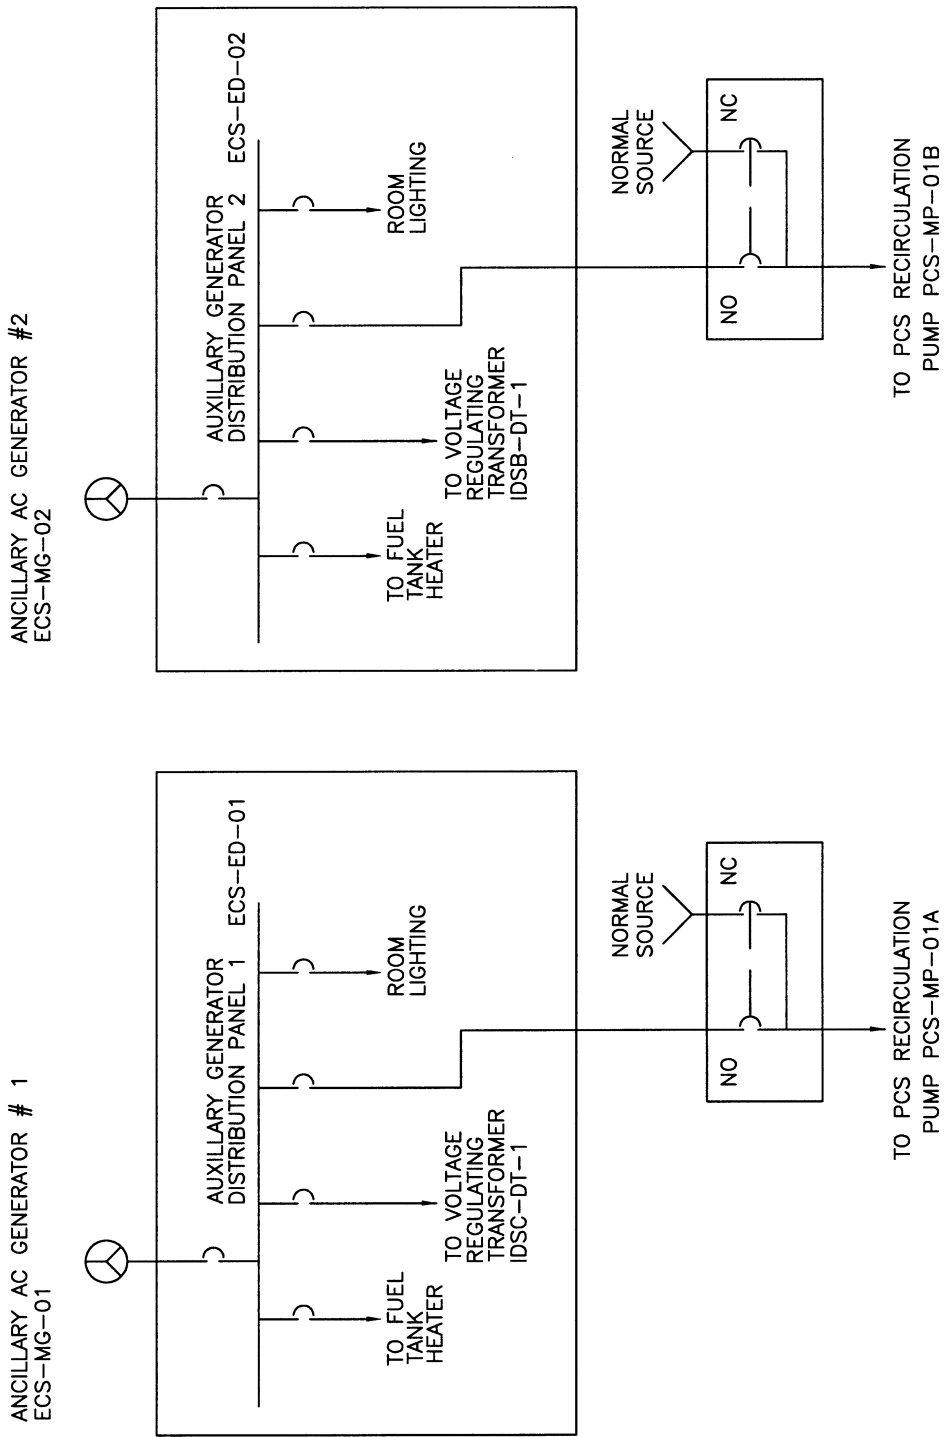 ANCILLARY AC GENERATOR # 1
ECS-MG-01
AUXILLARY GENERATOR
DISTRIBUTION PANEL 1
ECS-ED-01
TO FUEL
TANK
HEATER
TO VOLTAGE
REGULATING
TRANSFORMER
IDSC-DT-1
ROOM
LIGHTING
NORMAL
SOURCE
NO
NC
TO PCS RECIRCULATION
PUMP PCS-MP-01A
ANCILLARY AC GENERATOR #2
ECS-MG-02
AUXILLARY GENERATOR
DISTRIBUTION PANEL 2
ECS-ED-02
TO FUEL
TANK
HEATER
TO VOLTAGE
REGULATING
TRANSFORMER
IDSB-DT-1
ROOM
LIGHTING
NORMAL
SOURCE
NO
NC
TO PCS RECIRCULATION
PUMP PCS-MP-01B